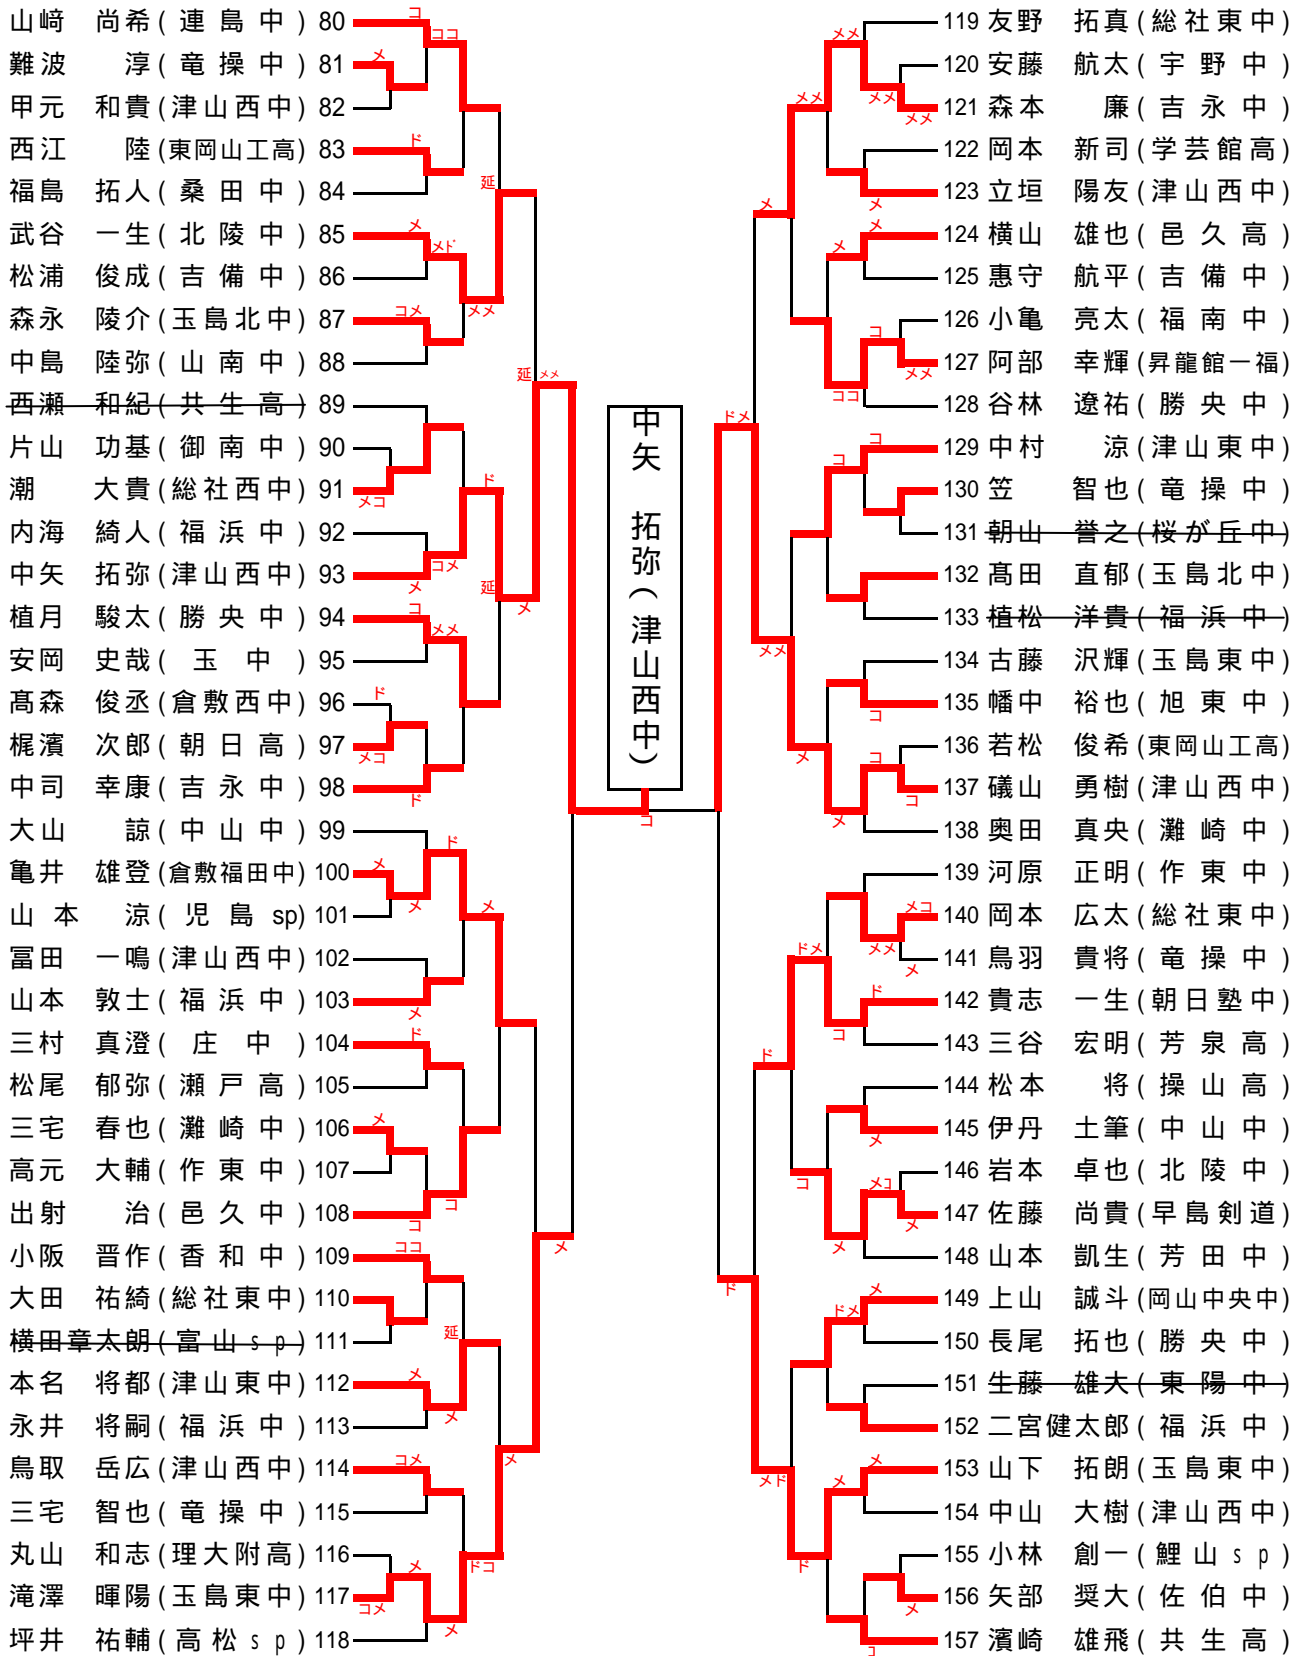 山﨑 尚希(連島中) 80
難波 淳(竜操中) 81
甲元 和貴(津山西中) 82
西江 陸(東岡山工高) 83
福島 拓人(桑田中) 84
武谷 一生(北陵中) 85
松浦 俊成(吉備中) 86
森永 陵介(玉島北中) 87
中島 陸弥(山南中) 88
西瀬 和紀(共生高) 89
片山 功基(御南中) 90
潮 大貴(総社西中) 91
内海 綺人(福浜中) 92
中矢 拓弥(津山西中) 93
植月 駿太(勝央中) 94
安岡 史哉(玉中) 95
髙森 俊丞(倉敷西中) 96
梶濱 次郎(朝日高) 97
中司 幸康(吉永中) 98
大山 諒(中山中) 99
亀井 雄登(倉敷福田中) 100
山本 涼(児島sp) 101
冨田 一鳴(津山西中) 102
山本 敦士(福浜中) 103
三村 真澄(庄中) 104
松尾 郁弥(瀬戸高) 105
三宅 春也(灘崎中) 106
高元 大輔(作東中) 107
出射 治(邑久中) 108
小阪 晋作(香和中) 109
大田 祐綺(総社東中) 110
横田章太朗(富山sp) 111
本名 将都(津山東中) 112
永井 将嗣(福浜中) 113
鳥取 岳広(津山西中) 114
三宅 智也(竜操中) 115
丸山 和志(理大附高) 116
滝澤 暉陽(玉島東中) 117
坪井 祐輔(高松sp) 118
中矢 拓弥(津山西中)
119 友野 拓真(総社東中)
120 安藤 航太(宇野中)
121 森本 廉(吉永中)
122 岡本 新司(学芸館高)
123 立垣 陽友(津山西中)
124 横山 雄也(邑久高)
125 惠守 航平(吉備中)
126 小亀 亮太(福南中)
127 阿部 幸輝(昇龍館一福)
128 谷林 遼祐(勝央中)
129 中村 涼(津山東中)
130 笠 智也(竜操中)
131 朝山 誉之(桜が丘中)
132 髙田 直郁(玉島北中)
133 植松 洋貴(福浜中)
134 古藤 沢輝(玉島東中)
135 幡中 裕也(旭東中)
136 若松 俊希(東岡山工高)
137 礒山 勇樹(津山西中)
138 奥田 真央(灘崎中)
139 河原 正明(作東中)
140 岡本 広太(総社東中)
141 鳥羽 貴将(竜操中)
142 貴志 一生(朝日塾中)
143 三谷 宏明(芳泉高)
144 松本 将(操山高)
145 伊丹 土筆(中山中)
146 岩本 卓也(北陵中)
147 佐藤 尚貴(早島剣道)
148 山本 凱生(芳田中)
149 上山 誠斗(岡山中央中)
150 長尾 拓也(勝央中)
151 生藤 雄大(東陽中)
152 二宮健太郎(福浜中)
153 山下 拓朗(玉島東中)
154 中山 大樹(津山西中)
155 小林 創一(鯉山sp)
156 矢部 奨大(佐伯中)
157 濱崎 雄飛(共生高)